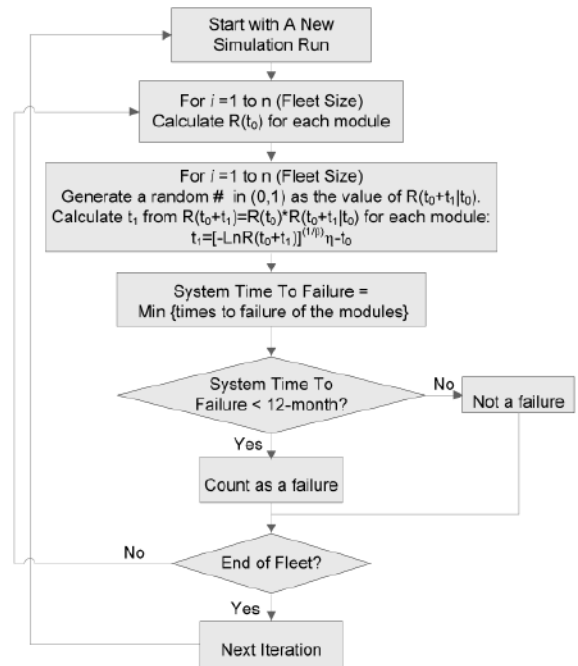 Start with A New
Simulation Run
For i =1 to n (Fleet Size)
Calculate R(t₀) for each module
For i =1 to n (Fleet Size)
Generate a random # in (0,1) as the value of R(t₀+t₁|t₀).
Calculate t₁ from R(t₀+t₁)=R(t₀)*R(t₀+t₁|t₀) for each module:
t₁=[-LnR(t₀+t₁)]^(1/β)η-t₀
System Time To Failure =
Min {times to failure of the modules}
System Time To
Failure < 12-month?
No
Not a failure
Yes
Count as a failure
No
End of Fleet?
Yes
Next Iteration